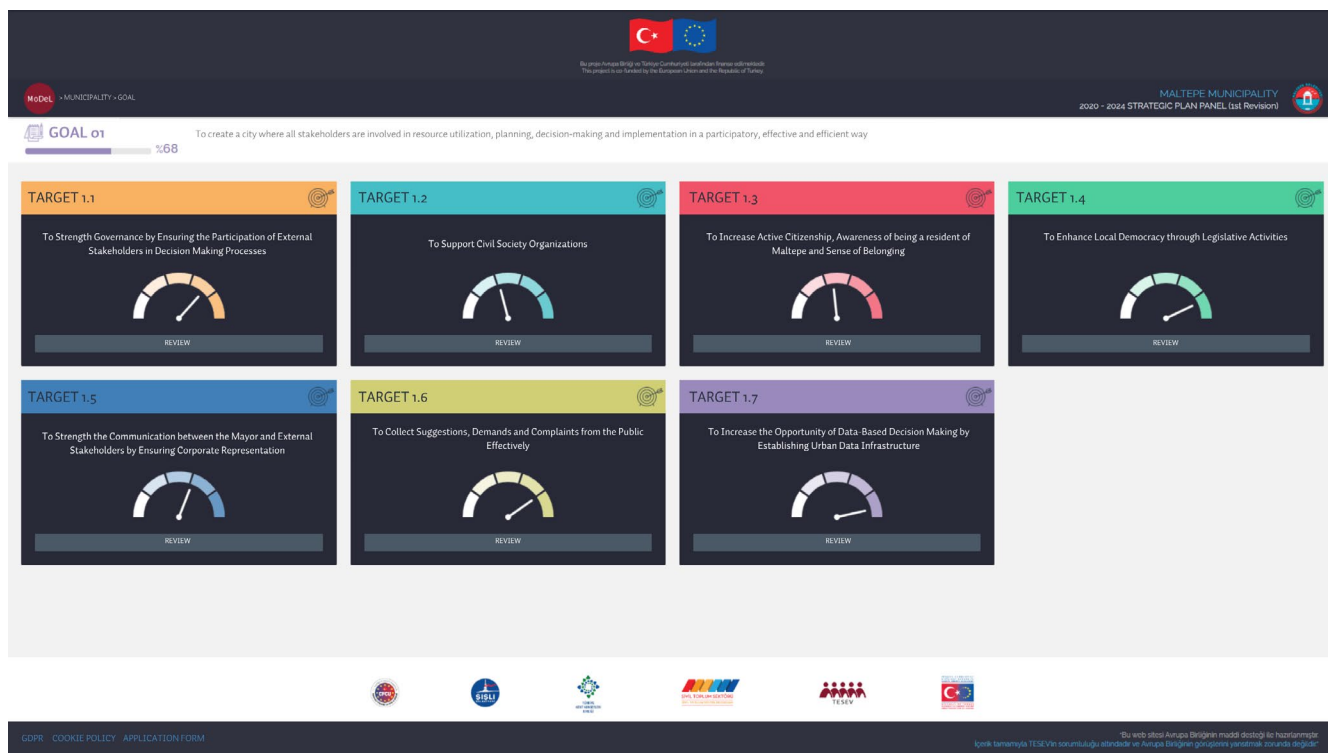 Bu proje Avrupa Birliği ve Türkiye Cumhuriyeti tarafından finanse edilmektedir.
This project is co-funded by the European Union and the Republic of Turkey.
MoDeL > MUNICIPALITY > GOAL
MALTEPE MUNICIPALITY
2020 - 2024 STRATEGIC PLAN PANEL (1st Revision)
GOAL 01
%68
To create a city where all stakeholders are involved in resource utilization, planning, decision-making and implementation in a participatory, effective and efficient way
TARGET 1.1
To Strength Governance by Ensuring the Participation of External
Stakeholders in Decision Making Processes
REVIEW
TARGET 1.2
To Support Civil Society Organizations
REVIEW
TARGET 1.3
To Increase Active Citizenship, Awareness of being a resident of
Maltepe and Sense of Belonging
REVIEW
TARGET 1.4
To Enhance Local Democracy through Legislative Activities
REVIEW
TARGET 1.5
To Strength the Communication between the Mayor and External
Stakeholders by Ensuring Corporate Representation
REVIEW
TARGET 1.6
To Collect Suggestions, Demands and Complaints from the Public
Effectively
REVIEW
TARGET 1.7
To Increase the Opportunity of Data-Based Decision Making by
Establishing Urban Data Infrastructure
REVIEW
CFCU
ŞİŞLİ
SİVİL TOPLUM SEKTÖRÜ
TESEV
GDPR COOKIE POLICY APPLICATION FORM
"Bu web sitesi Avrupa Birliğinin maddi desteği ile hazırlanmıştır.
İçerik tamamıyla TESEV'in sorumluluğu altındadır ve Avrupa Birliğinin görüşlerini yansıtmak zorunda değildir."